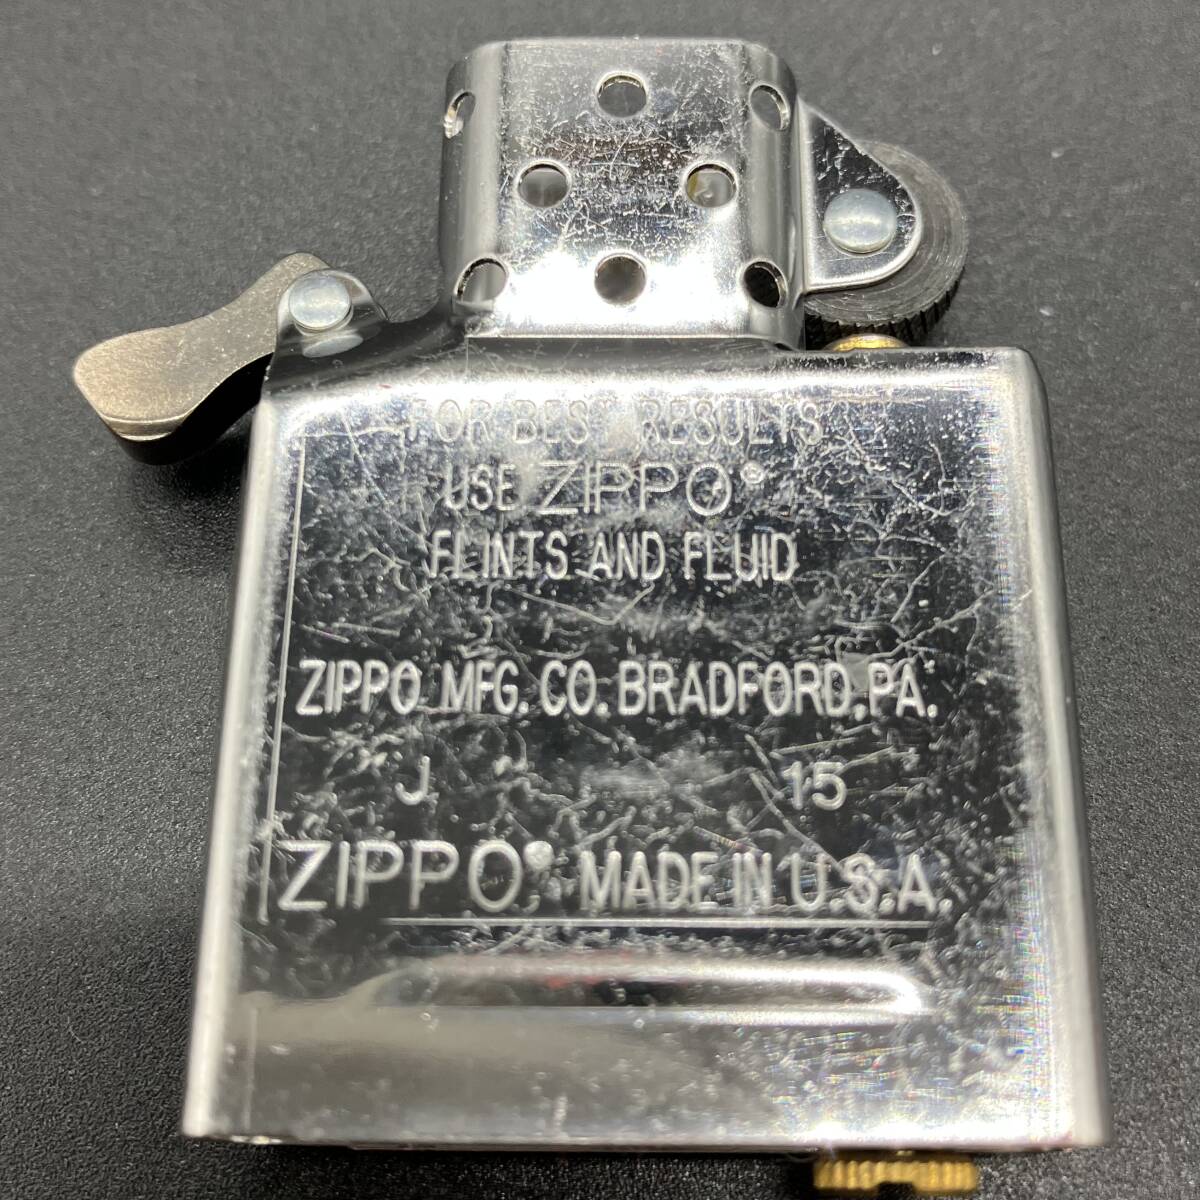 FOR BEST RESULTS
USE ZIPPO®
FLINTS AND FLUID
ZIPPO MFG. CO. BRADFORD, PA.
J 15
ZIPPO® MADE IN U.S.A.